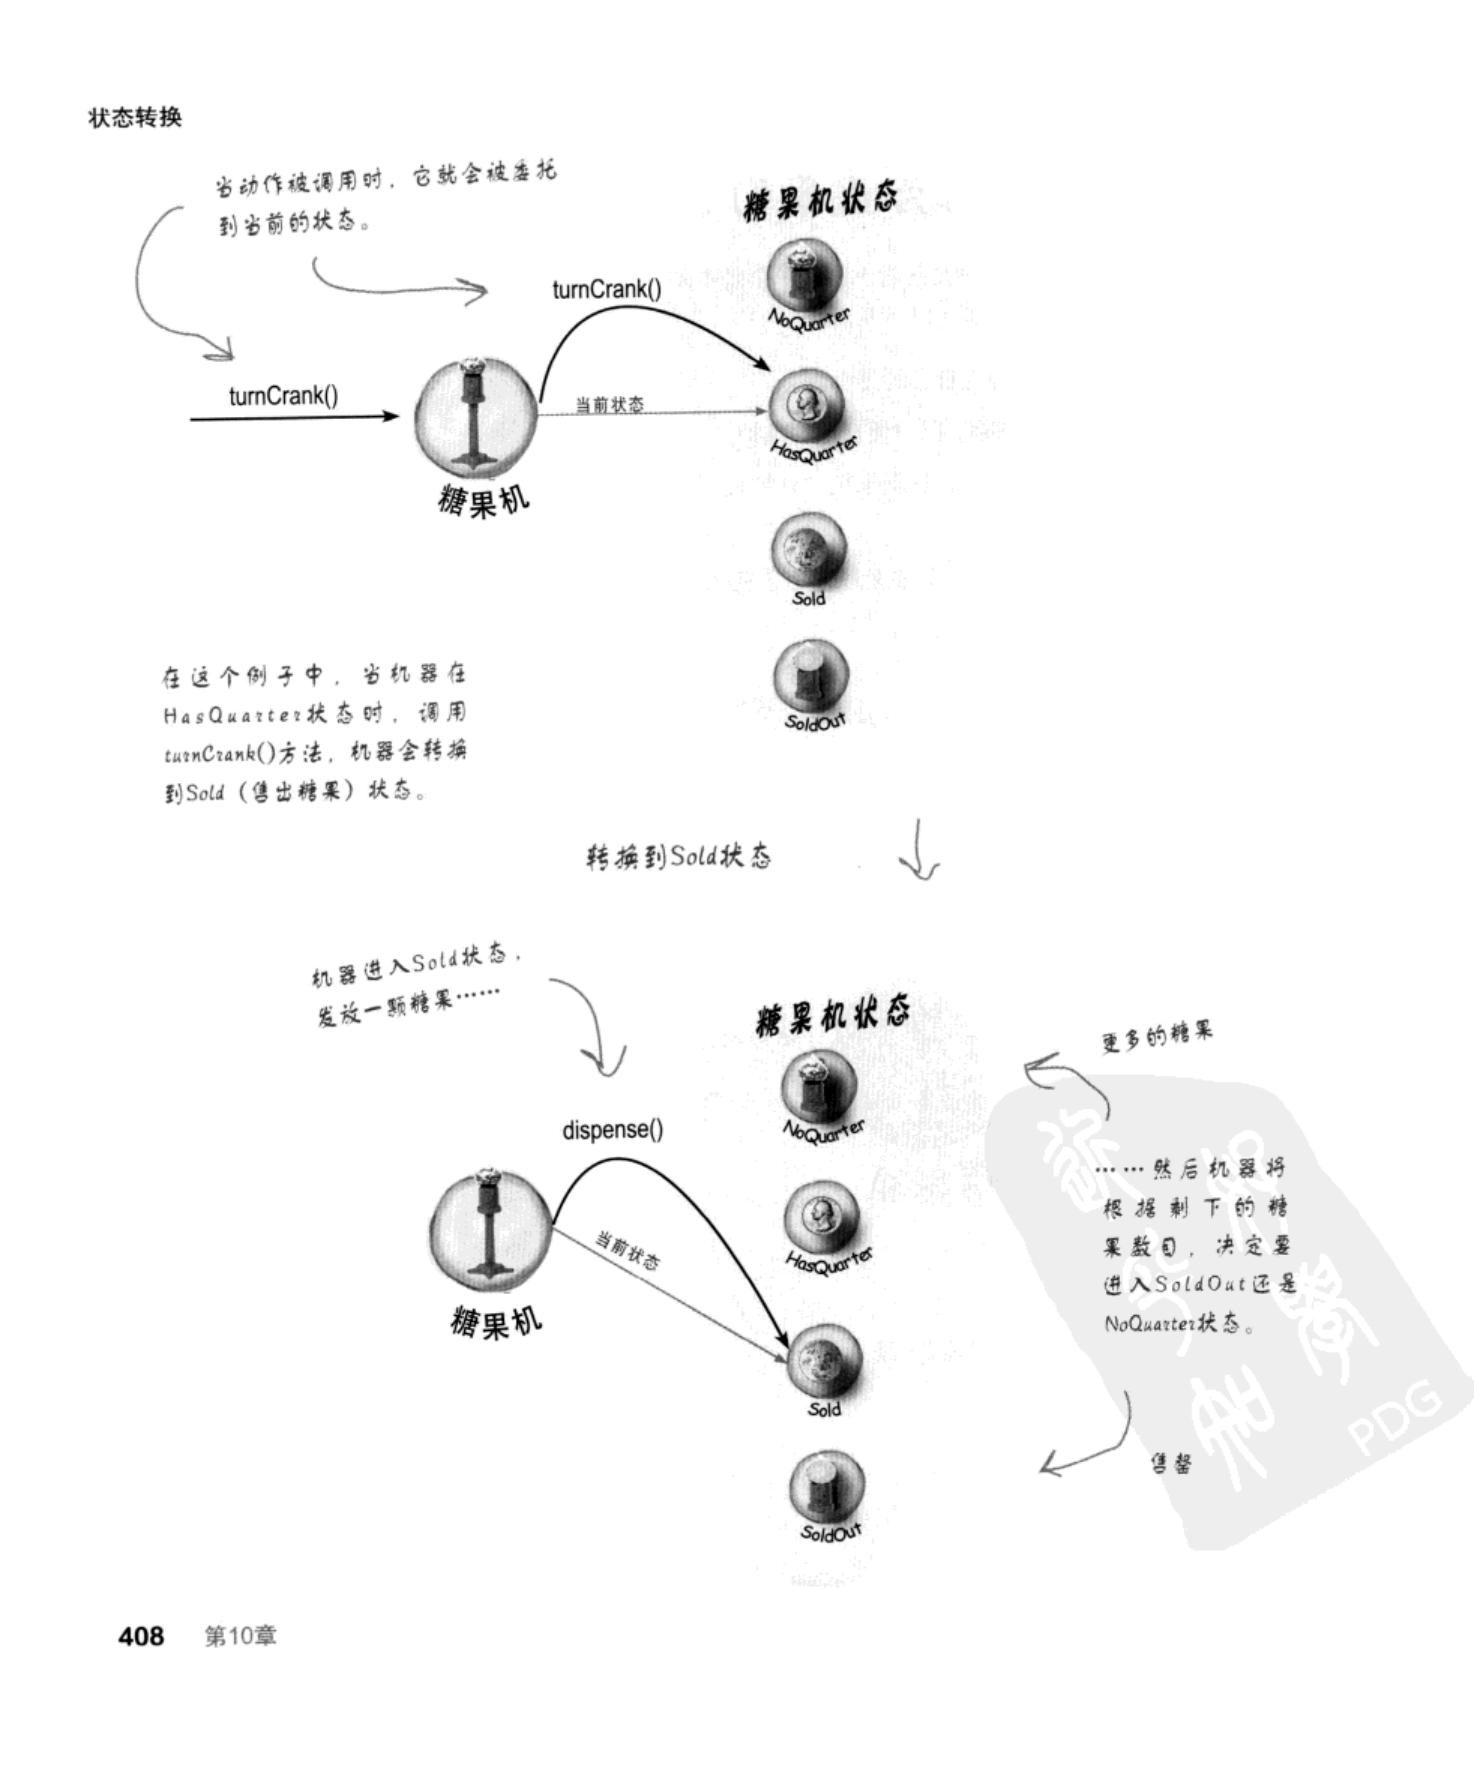 状态转换
当动作被调用时，它就会被委托
到当前的状态。
糖果机状态
turnCrank()
NoQuarter
turnCrank()
当前状态
HasQuarter
糖果机
Sold
在这个例子中，当机器在
HasQuarter状态时，调用
turnCrank()方法，机器会转换
到Sold（售出糖果）状态。
SoldOut
转换到Sold状态
机器进入Sold状态，
发放一颗糖果……
糖果机状态
更多的糖果
NoQuarter
dispense()
……然后机器将
根据剩下的糖
果数目，决定要
进入SoldOut还是
NoQuarter状态。
HasQuarter
当前状态
糖果机
Sold
售罄
SoldOut
PDG
408 第10章